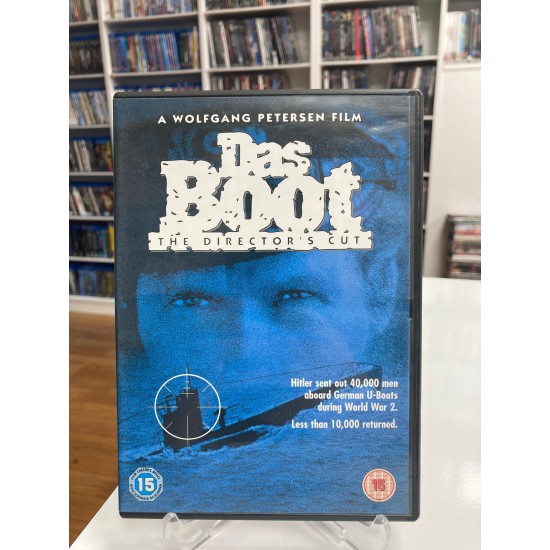 A WOLFGANG PETERSEN FILM
Das
Boot
THE DIRECTOR'S CUT
Hitler sent out 40,000 men
aboard German U-Boats
during World War 2.
Less than 10,000 returned.
15
15